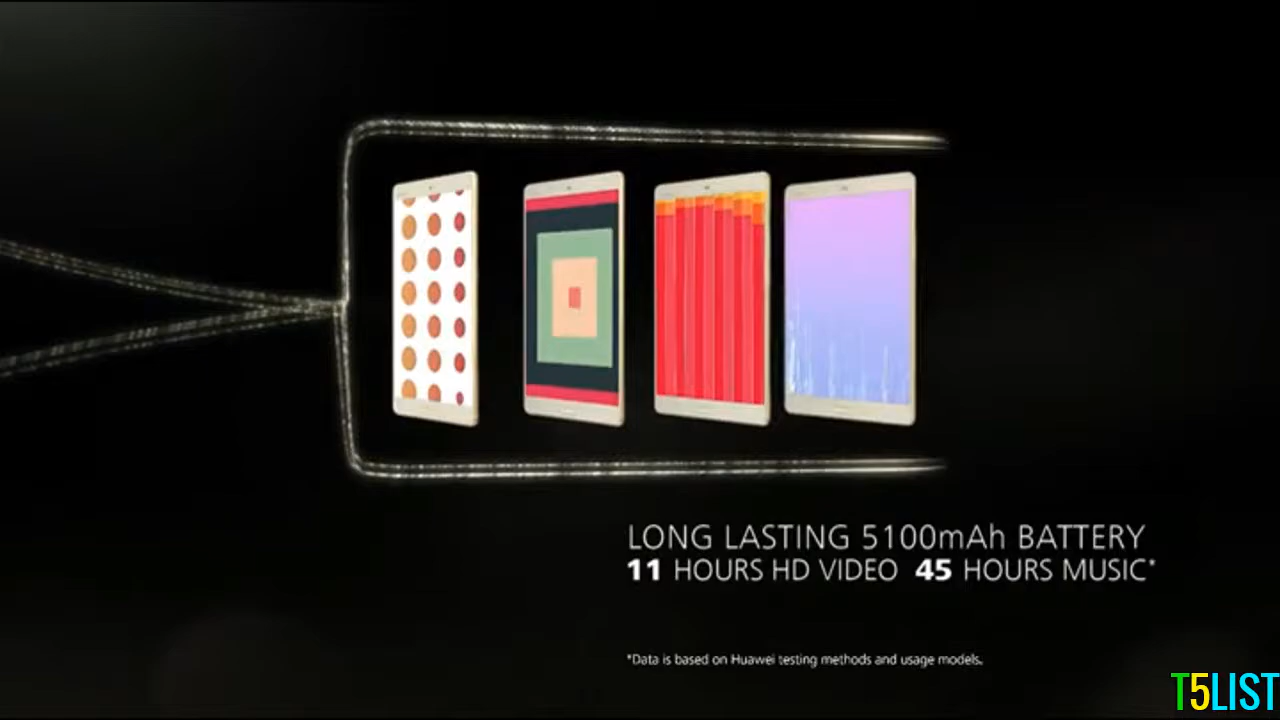 LONG LASTING 5100mAh BATTERY
11 HOURS HD VIDEO 45 HOURS MUSIC*
*Data is based on Huawei testing methods and usage models.
T5LIST